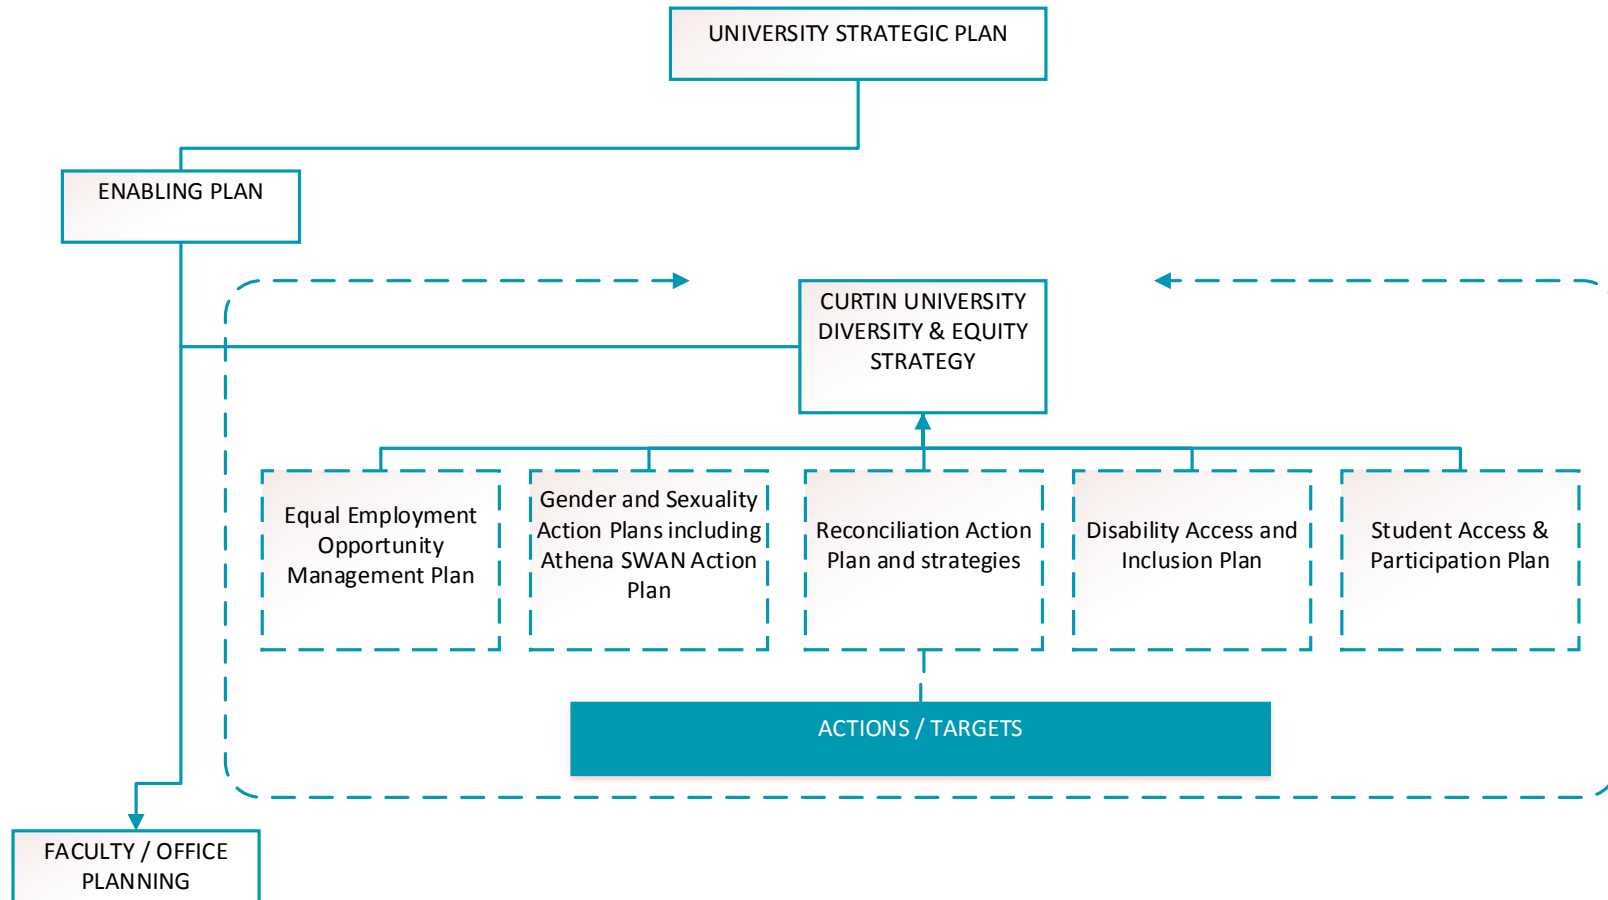 UNIVERSITY STRATEGIC PLAN
ENABLING PLAN
CURTIN UNIVERSITY
DIVERSITY & EQUITY
STRATEGY
Equal Employment
Opportunity
Management Plan
Gender and Sexuality
Action Plans including
Athena SWAN Action
Plan
Reconciliation Action
Plan and strategies
Disability Access and
Inclusion Plan
Student Access &
Participation Plan
ACTIONS / TARGETS
FACULTY / OFFICE
PLANNING